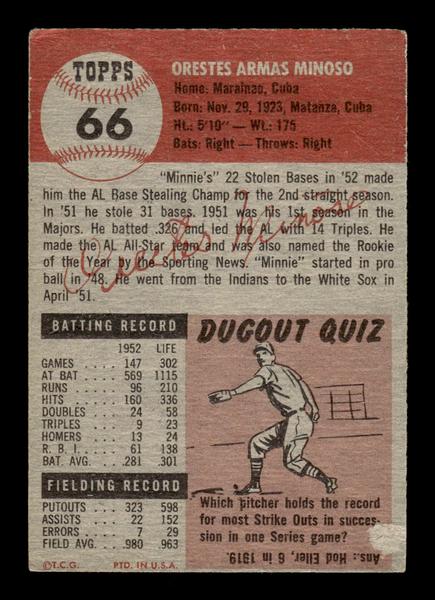 TOPPS
66
ORESTES ARMAS MINOSO
Home: Marainao, Cuba
Born: Nov. 29, 1923, Matanza, Cuba
Ht.: 5'10" — Wt.: 175
Bats: Right — Throws: Right
"Minnie's" 22 Stolen Bases in '52 made
him the AL Base Stealing Champ for the 2nd straight season.
In '51 he stole 31 bases. 1951 was his 1st season in the
Majors. He batted .326 and led the AL with 14 Triples. He
made the AL All-Star team and was also named the Rookie
of the Year by the Sporting News. "Minnie" started in pro
ball in '48. He went from the Indians to the White Sox in
April '51.
Orestes Minoso
BATTING RECORD
1952 LIFE
GAMES .... 147 302
AT BAT .... 569 1115
RUNS .... 96 210
HITS .... 160 336
DOUBLES ... 24 58
TRIPLES .... 9 23
HOMERS ... 13 24
R. B. I. .... 61 138
BAT. AVG. .. .281 .301
FIELDING RECORD
PUTOUTS ... 323 598
ASSISTS .... 22 152
ERRORS .... 7 29
FIELD AVG. . .980 .963
©T.C.G. PTD. IN U.S.A.
DUGOUT QUIZ
Which pitcher holds the record
for most Strike Outs in succes-
sion in one Series game?
Ans.: Hod Eller, 6 in 1919.